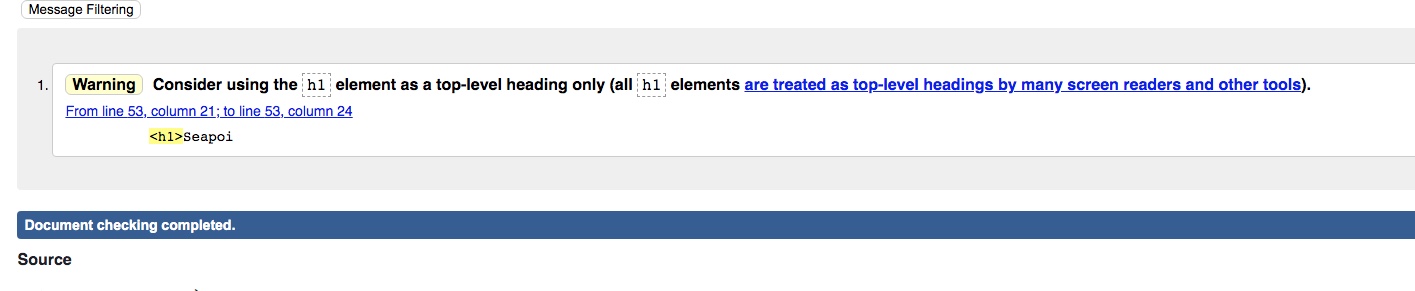 Message Filtering
1. Warning Consider using the h1 element as a top-level heading only (all h1 elements are treated as top-level headings by many screen readers and other tools).
From line 53, column 21; to line 53, column 24
<h1>Seapoi
Document checking completed.
Source